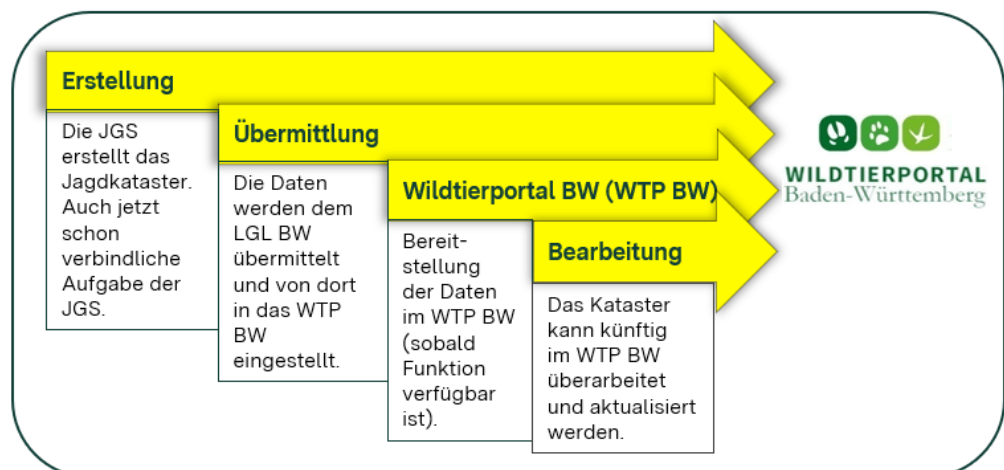 Erstellung
Die JGS
erstellt das
Jagdkataster.
Auch jetzt
schon
verbindliche
Aufgabe der
JGS.
Übermittlung
Die Daten
werden dem
LGL BW
übermittelt
und von dort
in das WTP
BW
eingestellt.
Wildtierportal BW (WTP BW)
Bereit-
stellung
der Daten
im WTP BW
(sobald
Funktion
verfügbar
ist).
Bearbeitung
Das Kataster
kann künftig
im WTP BW
überarbeitet
und aktualisiert
werden.
WILDTIERPORTAL
Baden-Württemberg